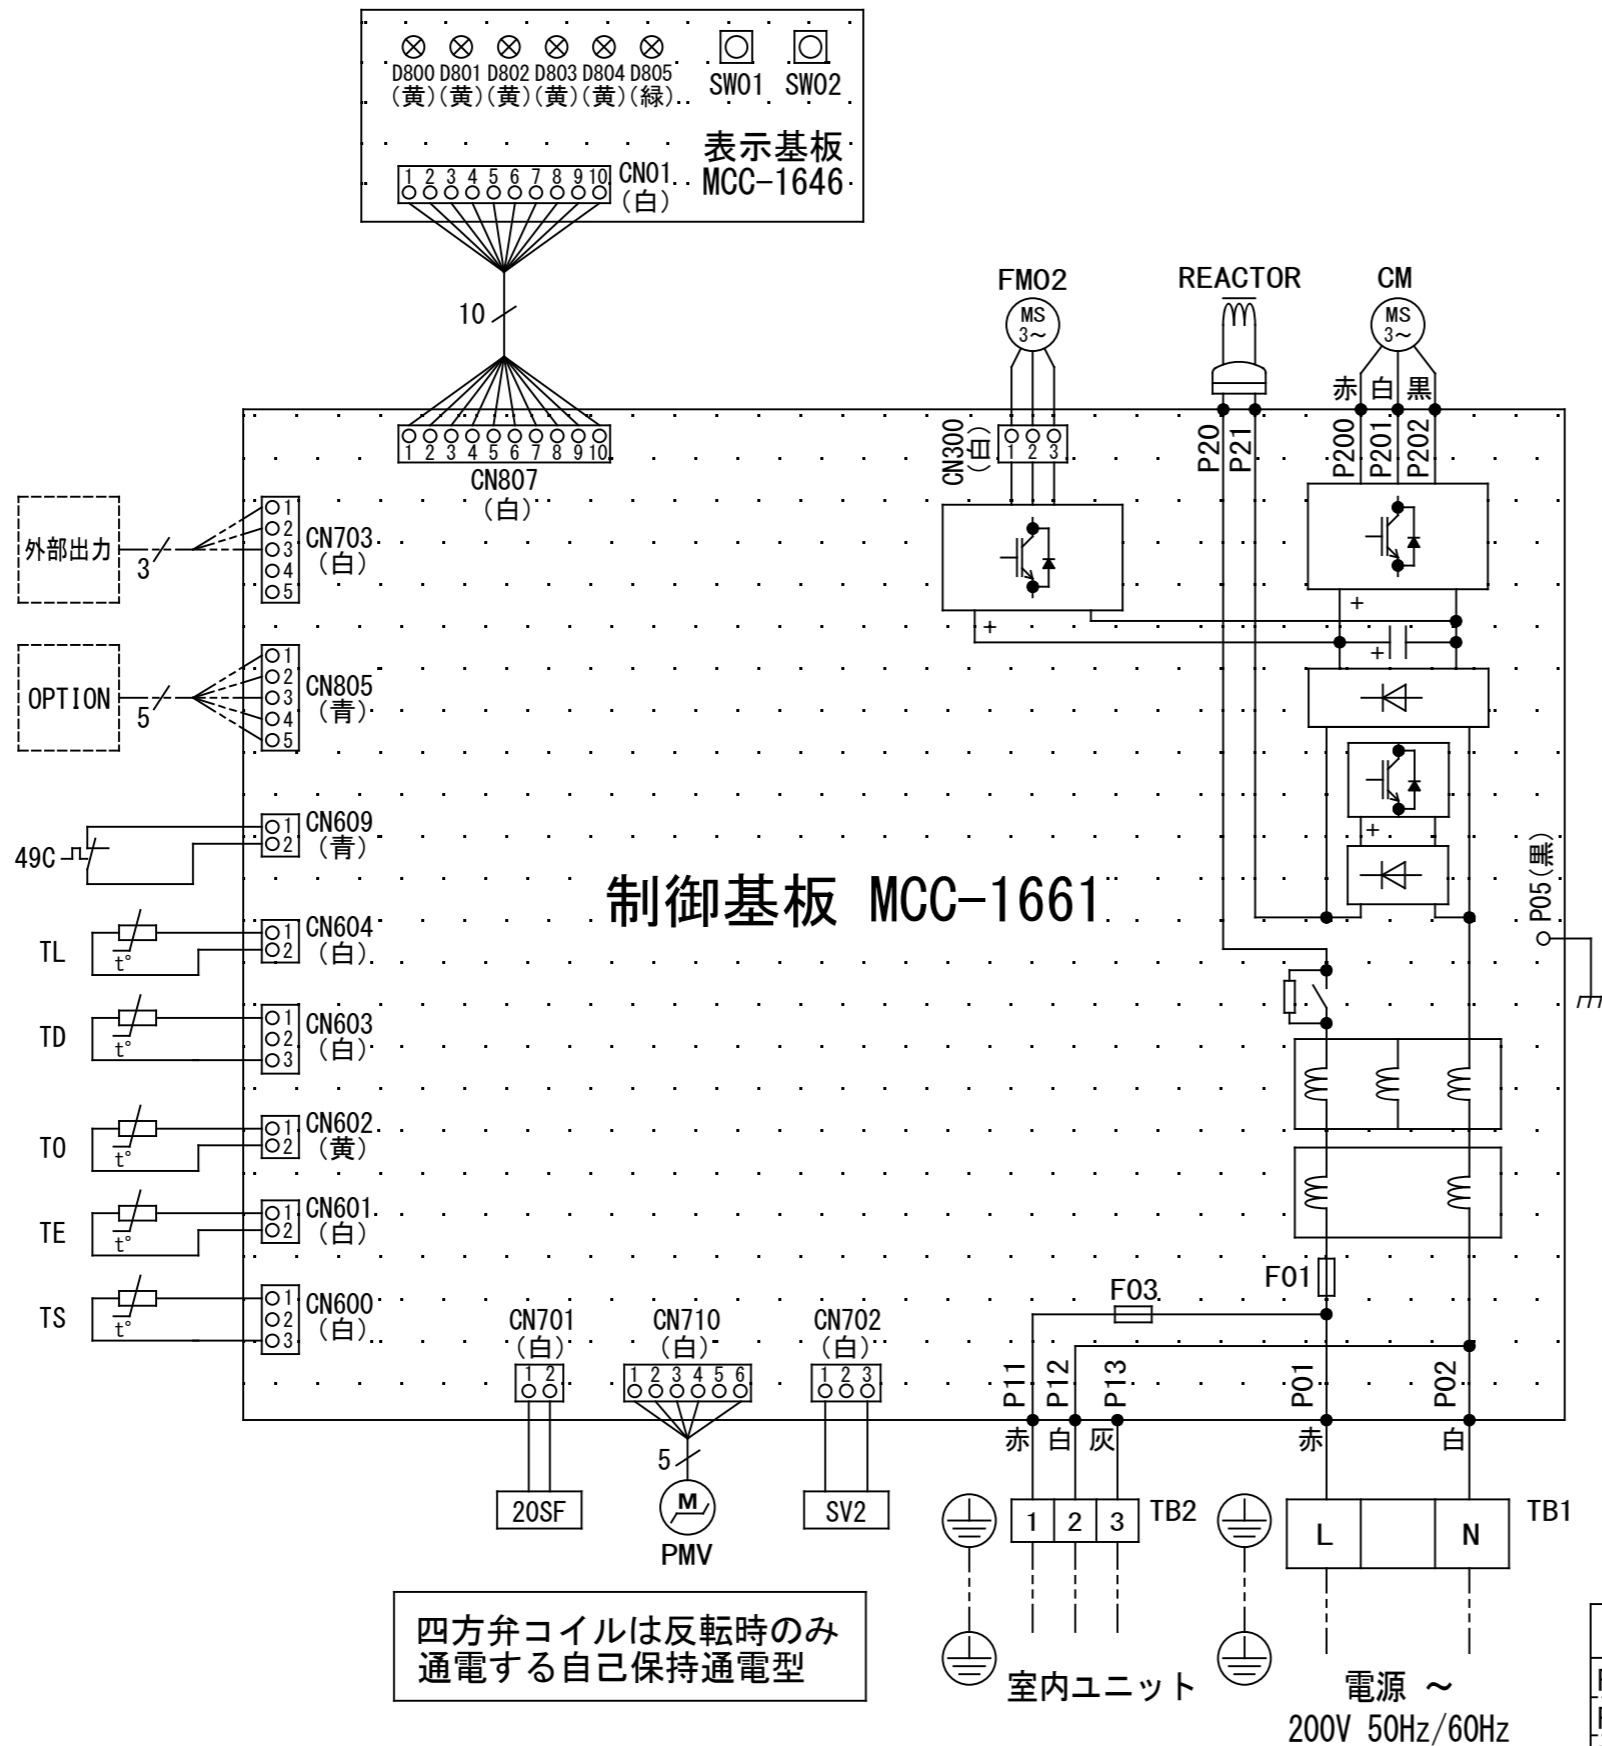 D800 D801 D802 D803 D804 D805
(黄)(黄)(黄)(黄)(黄)(緑)
SW01 SW02
表示基板
MCC-1646
1 2 3 4 5 6 7 8 9 10
CN01
(白)
10
FM02
MS
3~
REACTOR
CM
MS
3~
赤 白 黒
1 2 3 4 5 6 7 8 9 10
CN807
(白)
CN300
(白)
1 2 3
P20
P21
P200
P201
P202
外部出力
3
1
2
3
4
5
CN703
(白)
+
+
+
OPTION
5
1
2
3
4
5
CN805
(青)
49C
1
2
CN609
(青)
+
制御基板 MCC-1661
P05(黒)
TL
t°
1
2
CN604
(白)
TD
t°
1
2
3
CN603
(白)
TO
t°
1
2
CN602
(黄)
TE
t°
1
2
CN601
(白)
TS
t°
1
2
3
CN600
(白)
F01
F03
CN701
(白)
1 2
CN710
(白)
1 2 3 4 5 6
CN702
(白)
1 2 3
P11
P12
P13
P01
P02
赤 白 灰
赤 白
5
20SF
M
PMV
SV2
1 2 3
TB2
L N
TB1
四方弁コイルは反転時のみ
通電する自己保持通電型
室内ユニット
電源 ~
200V 50Hz/60Hz